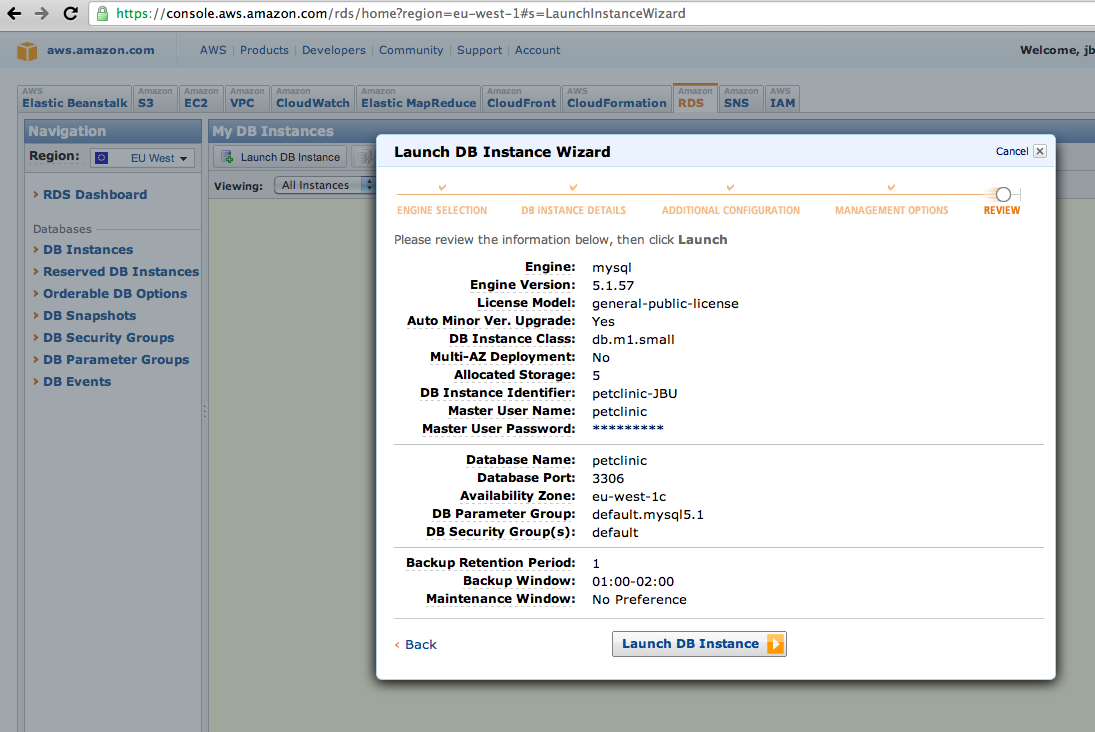 https://console.aws.amazon.com/rds/home?region=eu-west-1#s=LaunchInstanceWizard
aws.amazon.com AWS | Products | Developers | Community | Support | Account Welcome, jb
AWS Elastic Beanstalk
Amazon S3
Amazon EC2
Amazon VPC
Amazon CloudWatch
Amazon Elastic MapReduce
Amazon CloudFront
AWS CloudFormation
Amazon RDS
Amazon SNS
AWS IAM
Navigation
Region: EU West
RDS Dashboard
Databases
DB Instances
Reserved DB Instances
Orderable DB Options
DB Snapshots
DB Security Groups
DB Parameter Groups
DB Events
My DB Instances
Launch DB Instance
Viewing: All Instances
Launch DB Instance Wizard Cancel
ENGINE SELECTION DB INSTANCE DETAILS ADDITIONAL CONFIGURATION MANAGEMENT OPTIONS REVIEW
Please review the information below, then click Launch
Engine: mysql
Engine Version: 5.1.57
License Model: general-public-license
Auto Minor Ver. Upgrade: Yes
DB Instance Class: db.m1.small
Multi-AZ Deployment: No
Allocated Storage: 5
DB Instance Identifier: petclinic-JBU
Master User Name: petclinic
Master User Password: *********
Database Name: petclinic
Database Port: 3306
Availability Zone: eu-west-1c
DB Parameter Group: default.mysql5.1
DB Security Group(s): default
Backup Retention Period: 1
Backup Window: 01:00-02:00
Maintenance Window: No Preference
< Back Launch DB Instance